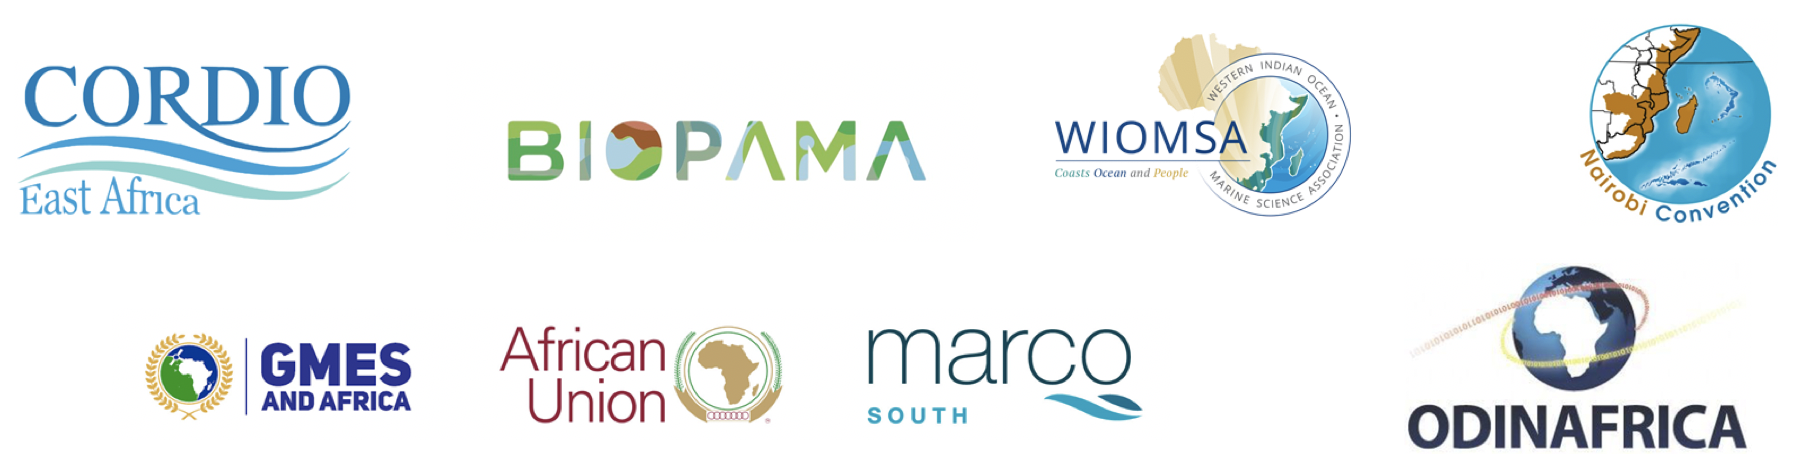 CORDIO
East Africa
BIOPAMA
WIOMSA
Coasts Ocean and People
WESTERN INDIAN OCEAN •
MARINE SCIENCE ASSOCIATION •
Nairobi Convention
GMES
AND AFRICA
African
Union
marco
SOUTH
ODINAFRICA